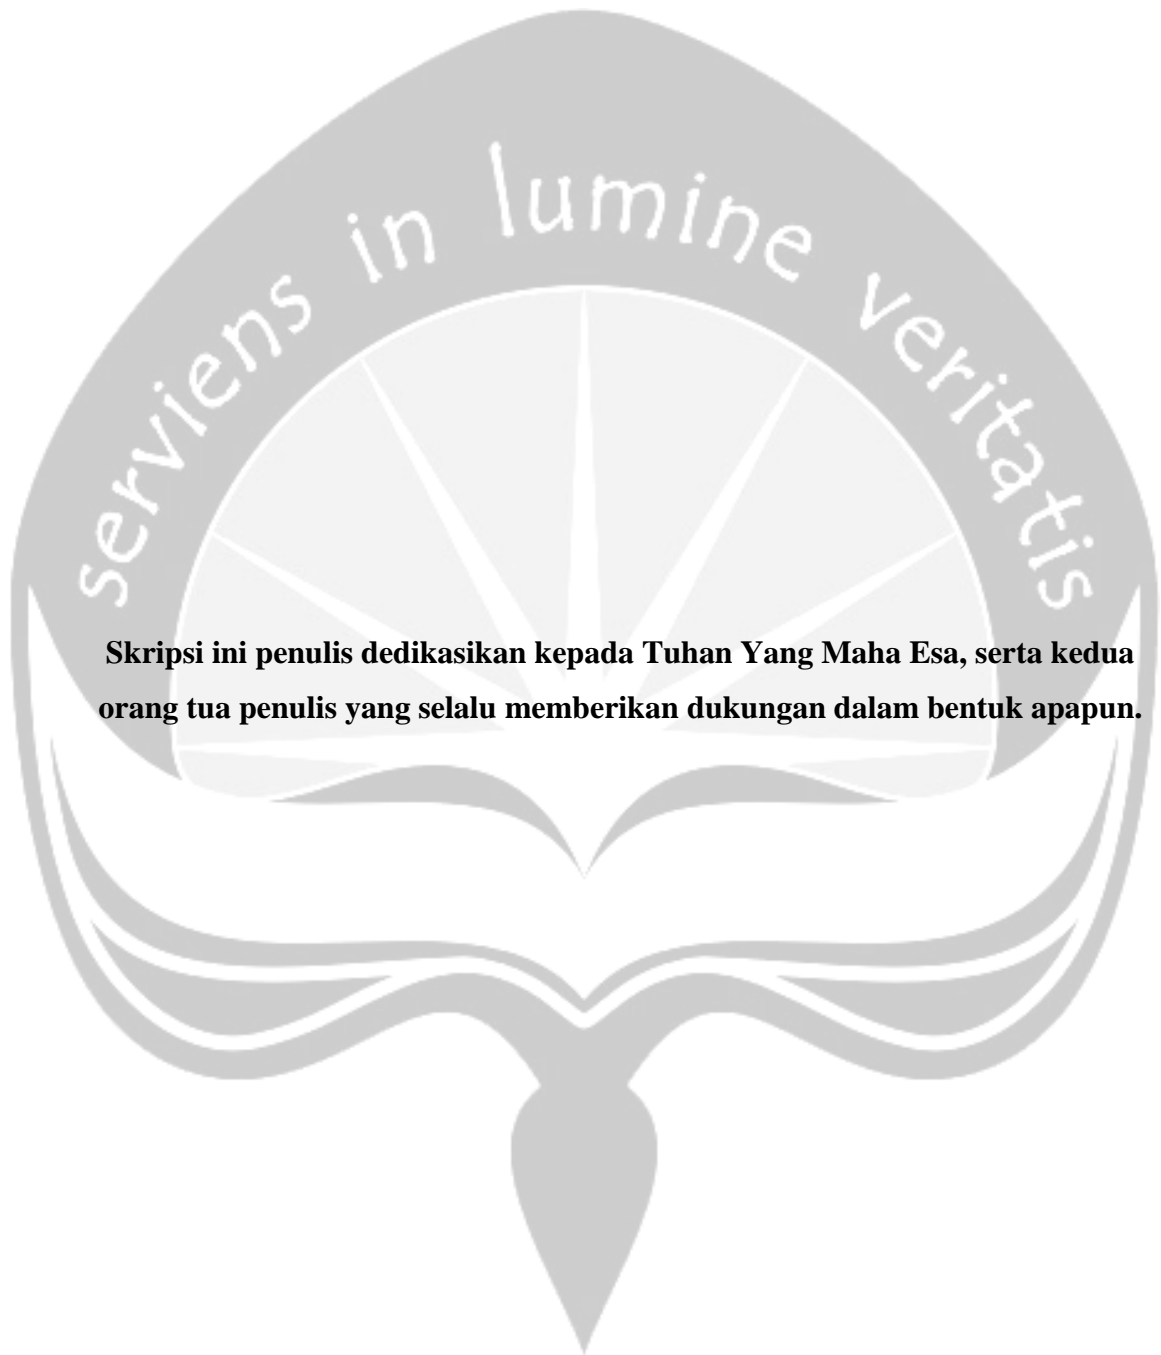 serviens in lumine veritatis
Skripsi ini penulis dedikasikan kepada Tuhan Yang Maha Esa, serta kedua
orang tua penulis yang selalu memberikan dukungan dalam bentuk apapun.